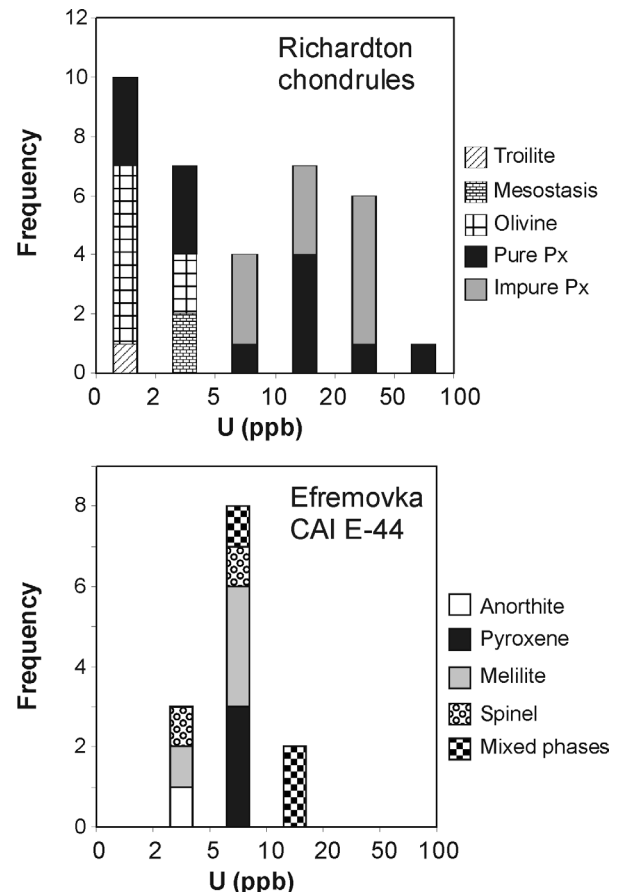 12
10
8
6
4
2
0
Frequency
Richardton
chondrules
Troilite
Mesostasis
Olivine
Pure Px
Impure Px
0 2 5 10 20 50 100
U (ppb)
8
6
4
2
0
Frequency
Efremovka
CAI E-44
Anorthite
Pyroxene
Melilite
Spinel
Mixed phases
0 2 5 10 20 50 100
U (ppb)